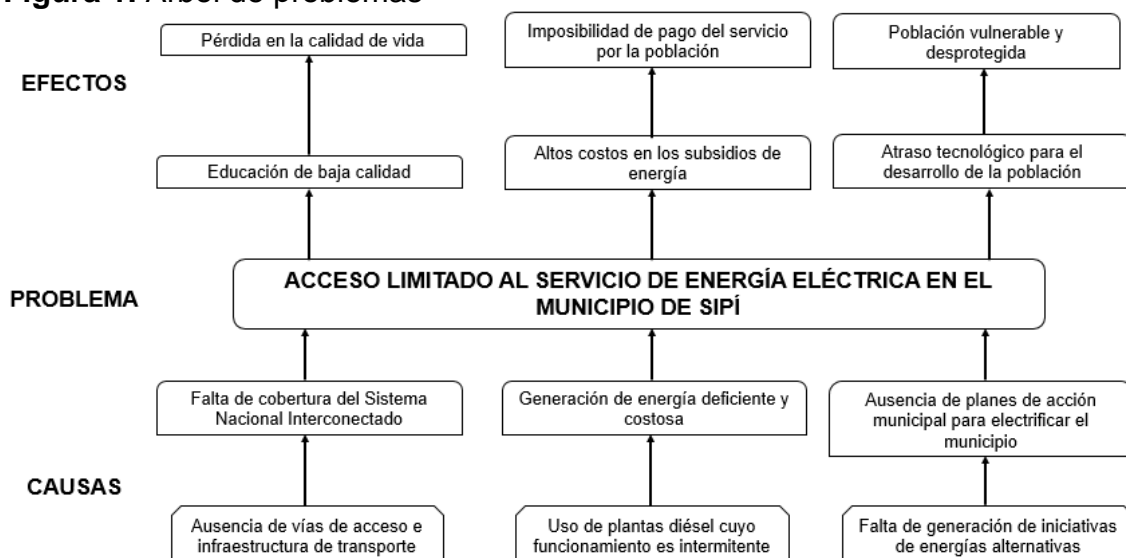 Figura 1. Árbol de problemas
Pérdida en la calidad de vida
Imposibilidad de pago del servicio
por la población
Población vulnerable y
desprotegida
EFECTOS
Educación de baja calidad
Altos costos en los subsidios de
energía
Atraso tecnológico para el
desarrollo de la población
PROBLEMA
ACCESO LIMITADO AL SERVICIO DE ENERGÍA ELÉCTRICA EN EL
MUNICIPIO DE SIPÍ
Falta de cobertura del Sistema
Nacional Interconectado
Generación de energía deficiente y
costosa
Ausencia de planes de acción
municipal para electrificar el
municipio
CAUSAS
Ausencia de vías de acceso e
infraestructura de transporte
Uso de plantas diésel cuyo
funcionamiento es intermitente
Falta de generación de iniciativas
de energías alternativas